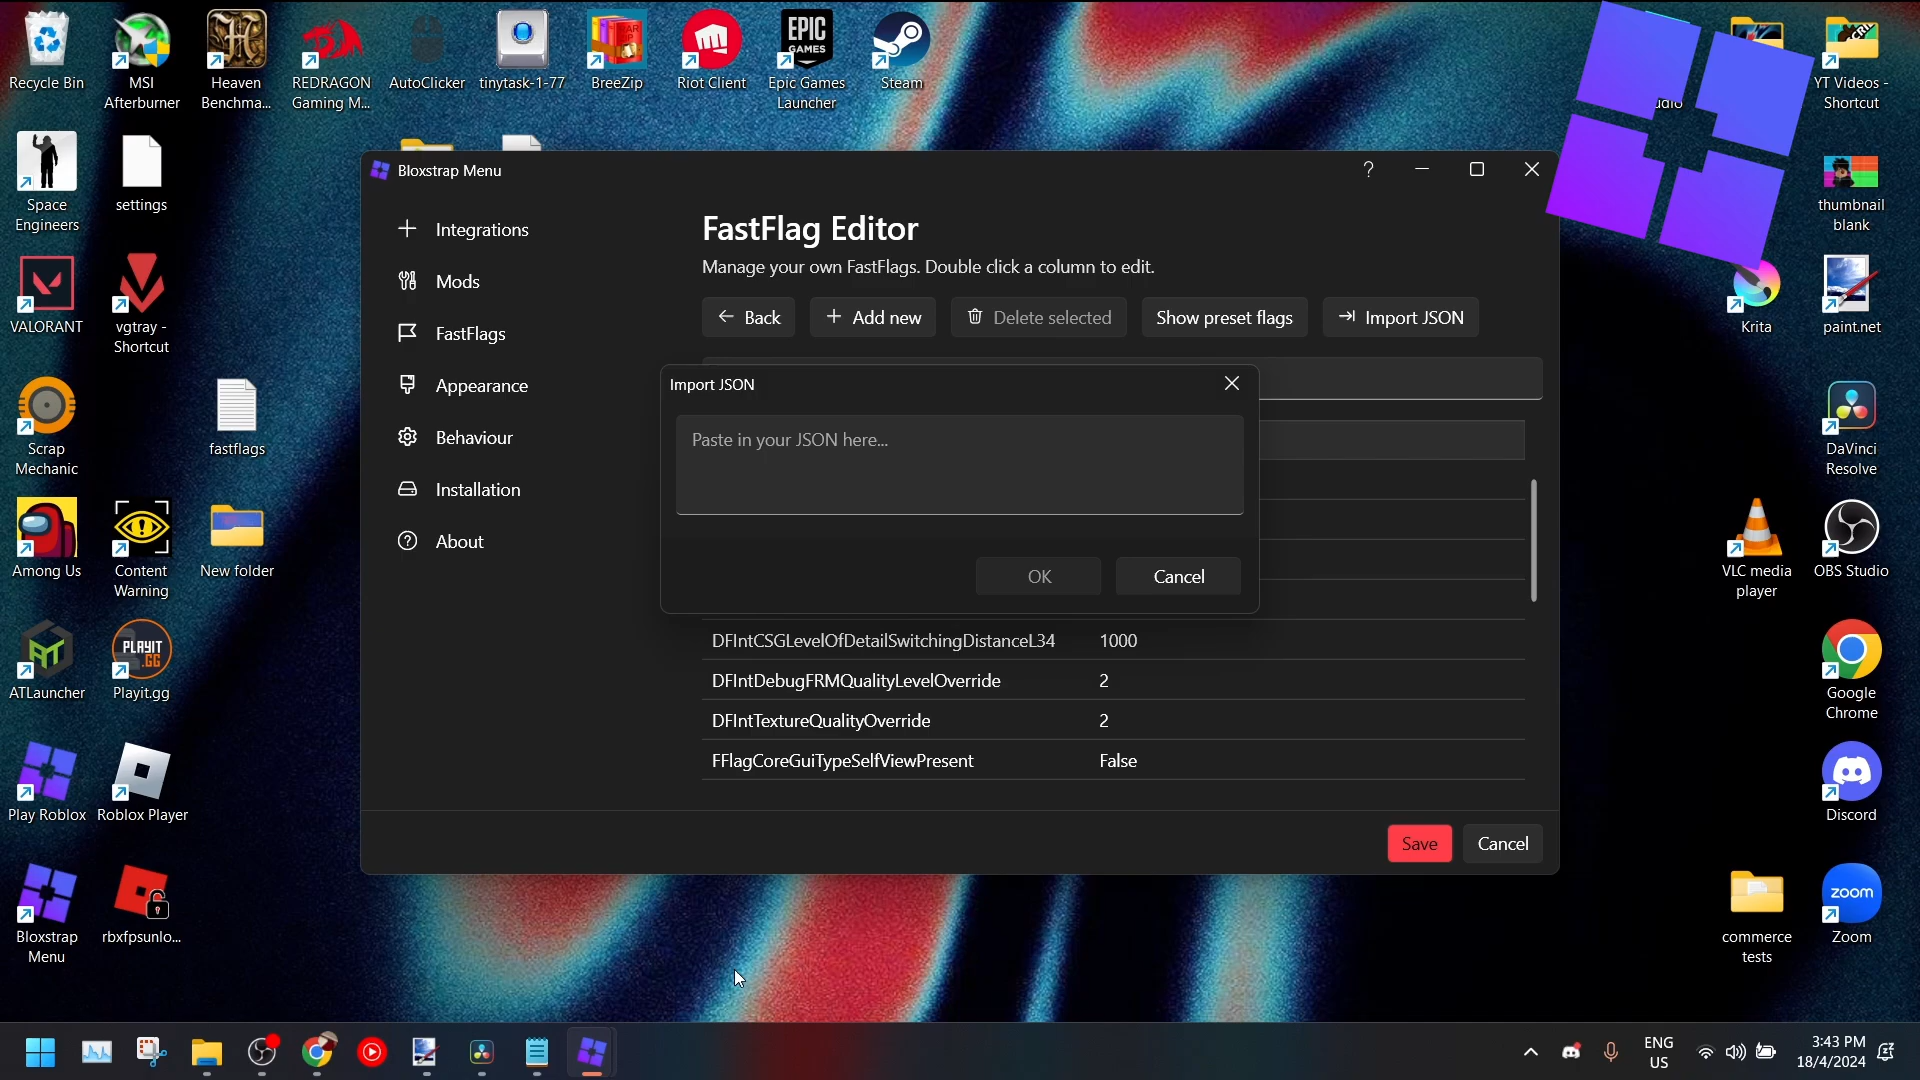 Recycle Bin
MSI
Afterburner
Heaven
Benchma...
REDRAGON
Gaming M...
AutoClicker
tinytask-1-77
BreeZip
Riot Client
EPIC
GAMES
Epic Games
Launcher
Steam
YT Videos -
Shortcut
Space
Engineers
settings
thumbnail
blank
VALORANT
vgtray -
Shortcut
Krita
paint.net
Scrap
Mechanic
fastflags
DaVinci
Resolve
Among Us
Content
Warning
New folder
VLC media
player
OBS Studio
ATLauncher
PLAYIT
.GG
Playit.gg
Google
Chrome
Play Roblox
Roblox Player
Discord
Bloxstrap
Menu
rbxfpsunlo...
commerce
tests
zoom
Zoom
Bloxstrap Menu
?
Integrations
Mods
FastFlags
Appearance
Behaviour
Installation
About
FastFlag Editor
Manage your own FastFlags. Double click a column to edit.
Back
Add new
Delete selected
Show preset flags
Import JSON
Import JSON
Paste in your JSON here...
OK
Cancel
DFIntCSGLevelOfDetailSwitchingDistanceL34 1000
DFIntDebugFRMQualityLevelOverride 2
DFIntTextureQualityOverride 2
FFlagCoreGuiTypeSelfViewPresent False
Save
Cancel
ENG
US
3:43 PM
18/4/2024